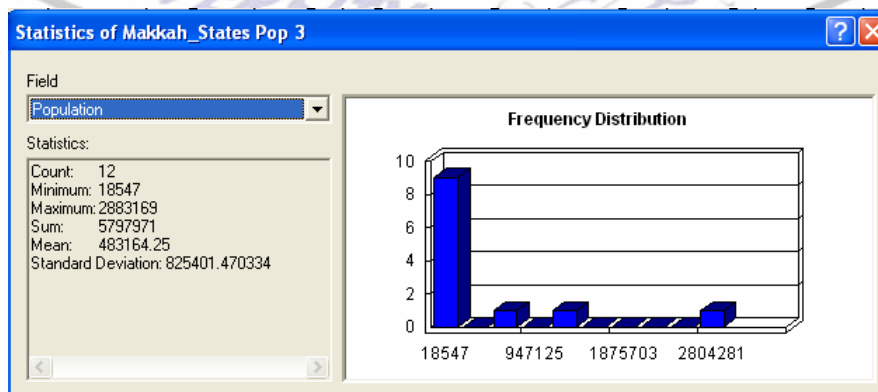 Statistics of Makkah_States Pop 3
Field
Population
Statistics:
Count: 12
Minimum: 18547
Maximum: 2883169
Sum: 5797971
Mean: 483164.25
Standard Deviation: 825401.470334
Frequency Distribution
10
8
6
4
2
0
18547 947125 1875703 2804281